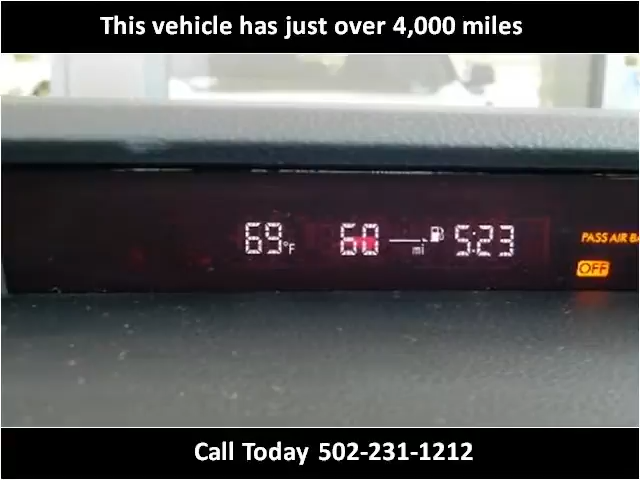 This vehicle has just over 4,000 miles
69°F 60 mi 5:23
PASS AIR BA
OFF
Call Today 502-231-1212